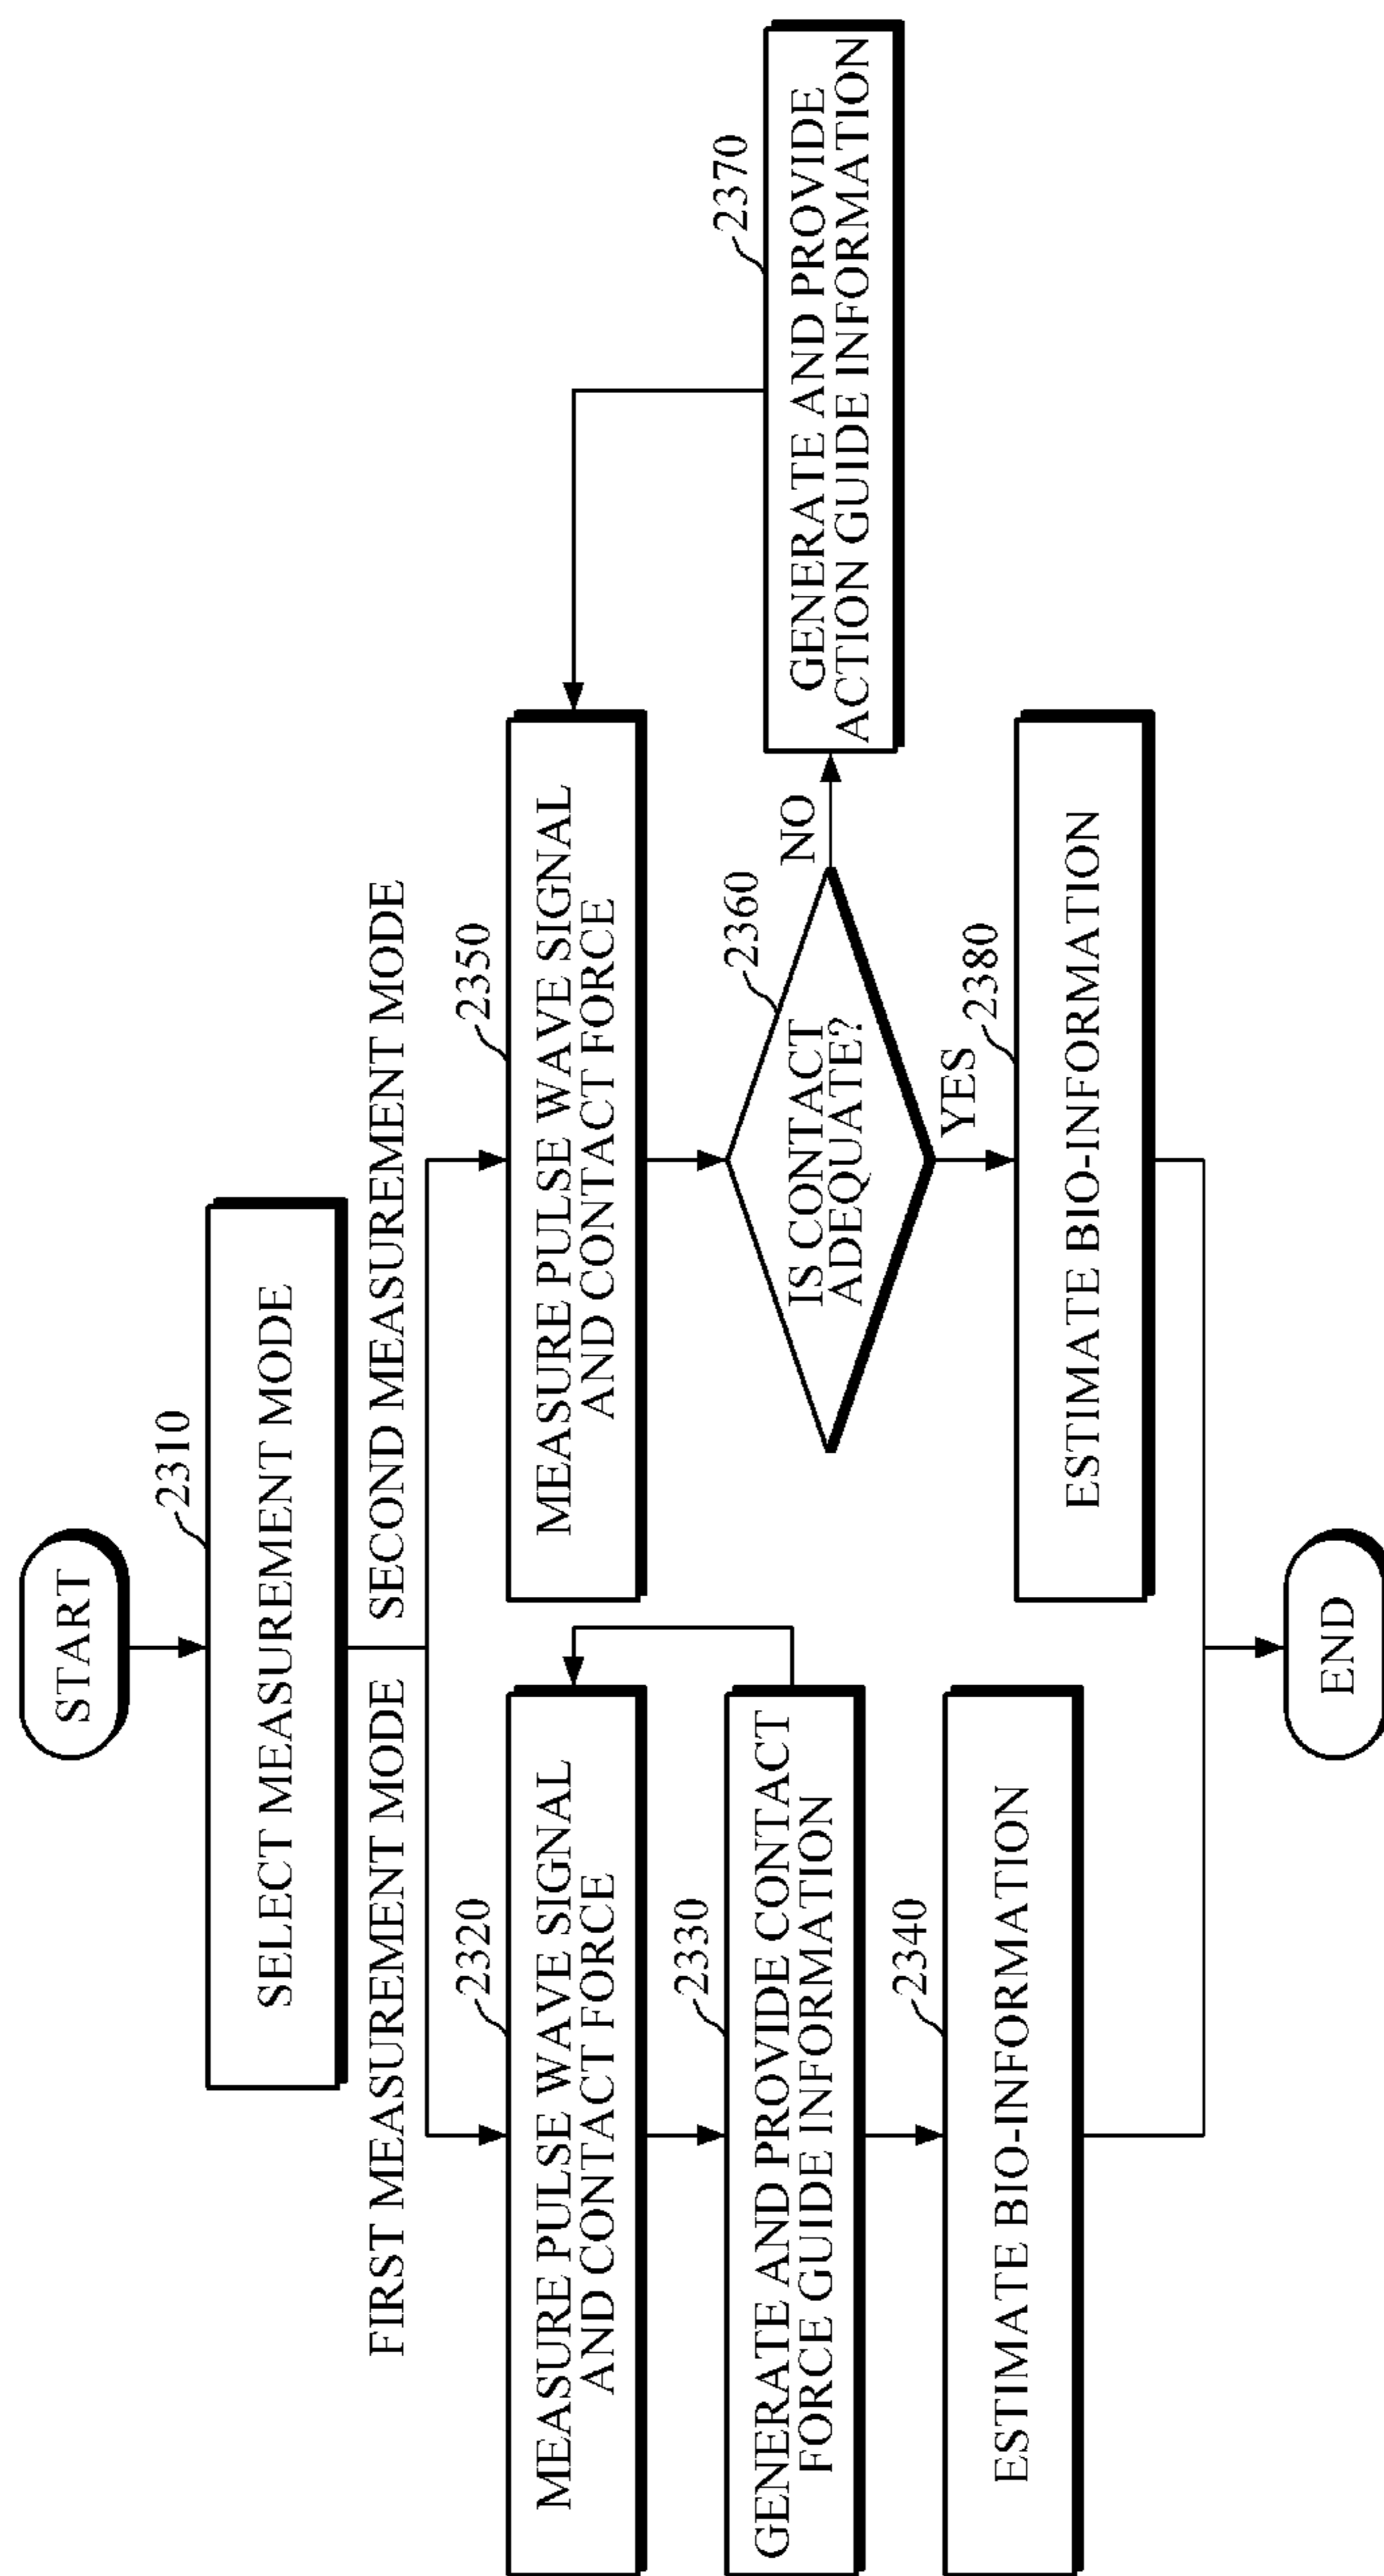 START
2310
SELECT MEASUREMENT MODE
FIRST MEASUREMENT MODE
SECOND MEASUREMENT MODE
2320
MEASURE PULSE WAVE SIGNAL
AND CONTACT FORCE
2330
GENERATE AND PROVIDE CONTACT
FORCE GUIDE INFORMATION
2340
ESTIMATE BIO-INFORMATION
2350
MEASURE PULSE WAVE SIGNAL
AND CONTACT FORCE
2360
IS CONTACT
ADEQUATE?
NO
2370
GENERATE AND PROVIDE
ACTION GUIDE INFORMATION
YES
2380
ESTIMATE BIO-INFORMATION
END